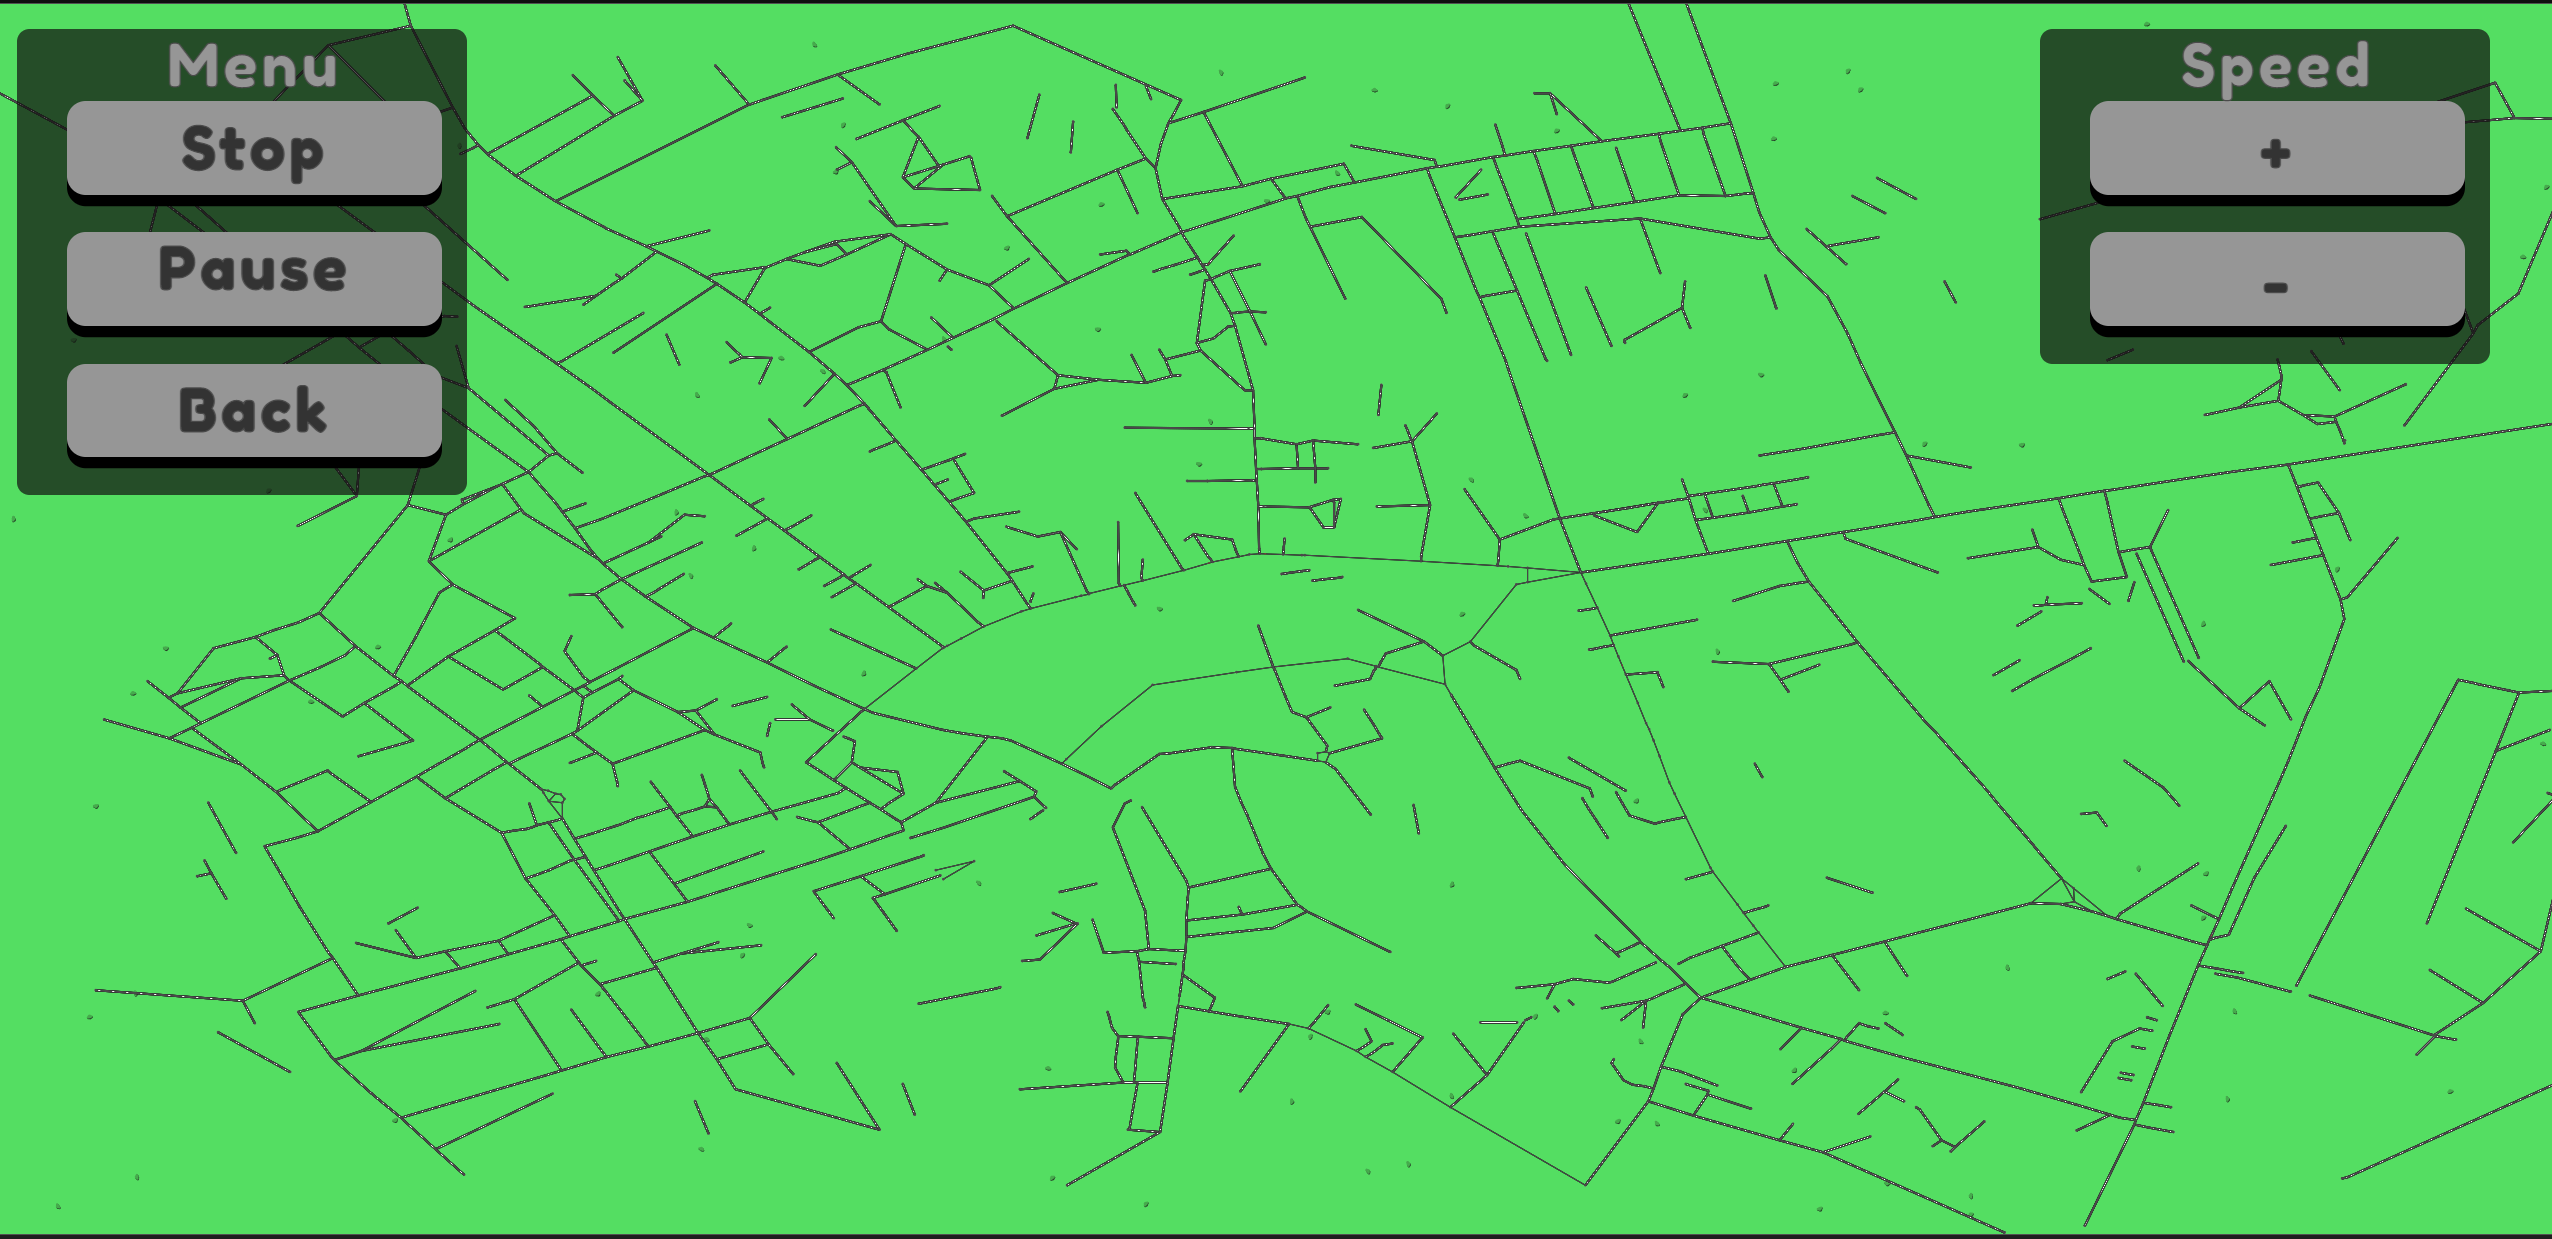 Menu
Stop
Pause
Back
Speed
+
-